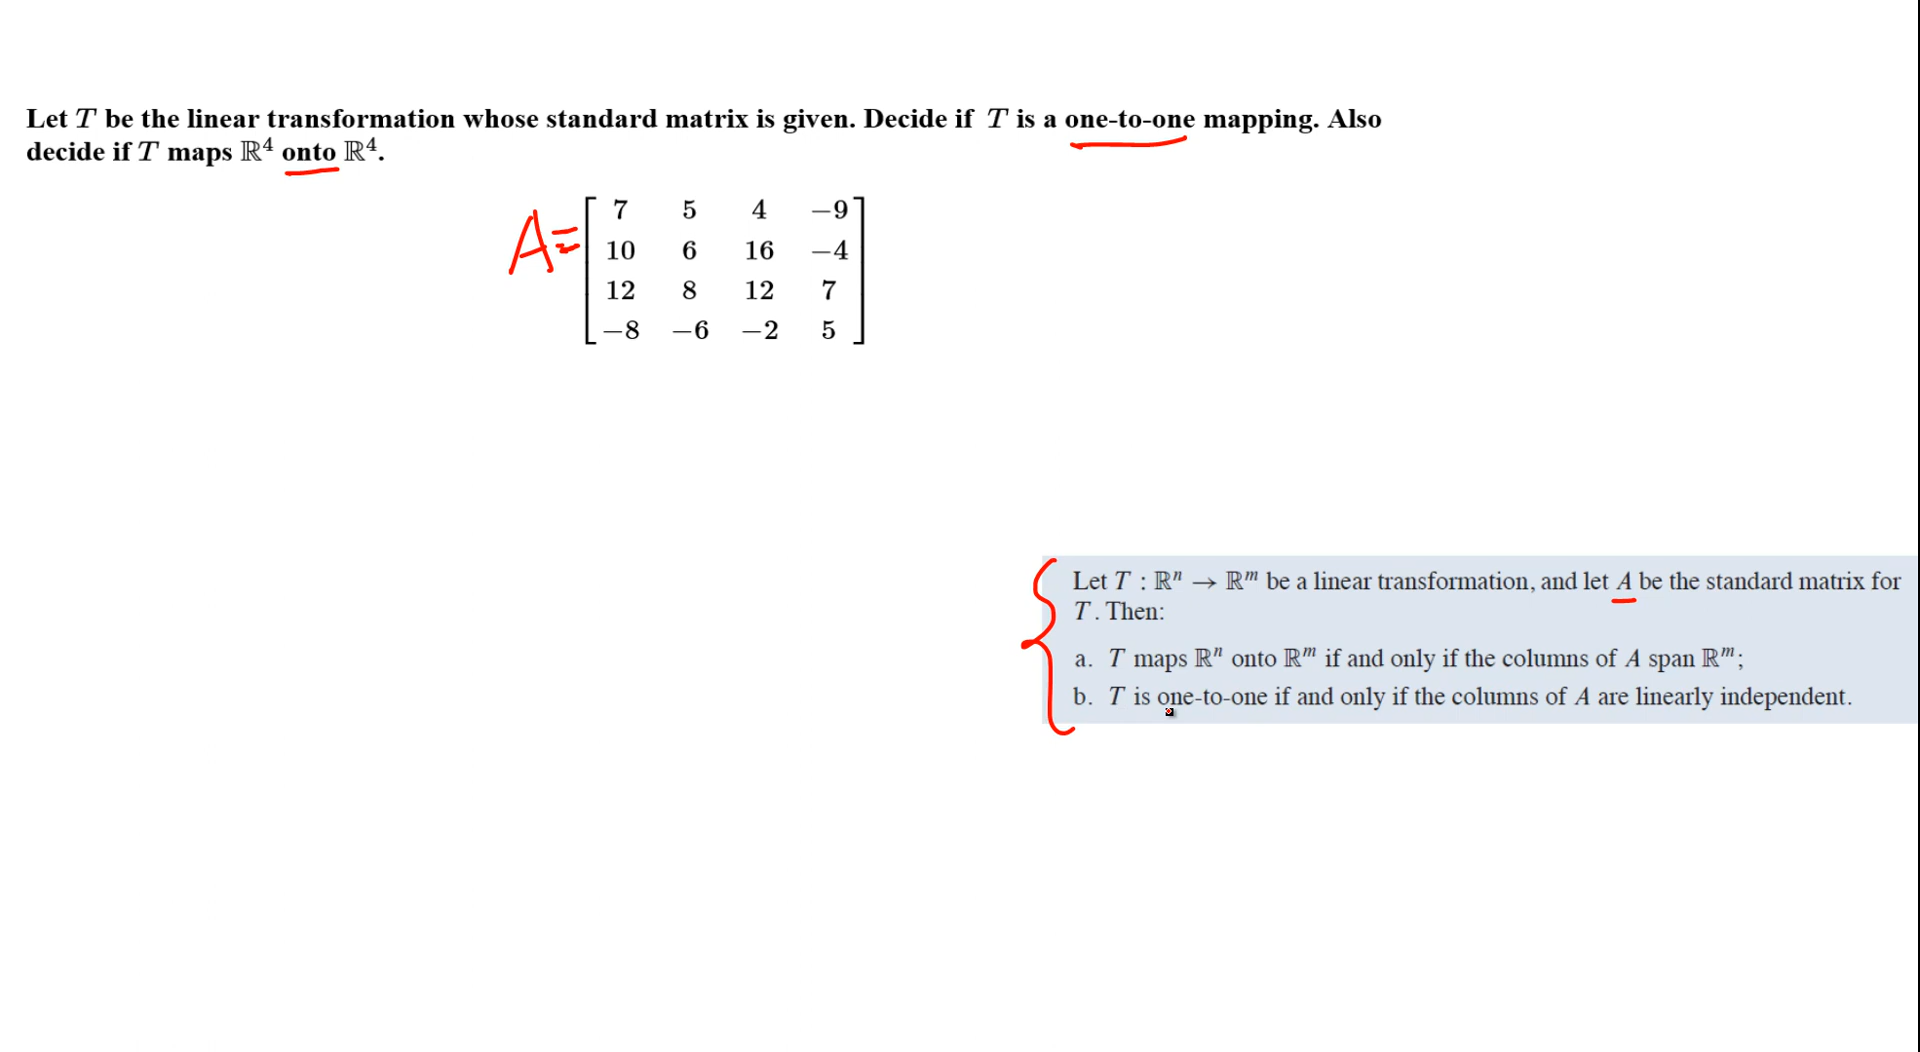 Let T be the linear transformation whose standard matrix is given. Decide if T is a one-to-one mapping. Also
decide if T maps ℝ⁴ onto ℝ⁴.
A=
7 5 4 −9
10 6 16 −4
12 8 12 7
−8 −6 −2 5
Let T : ℝⁿ → ℝᵐ be a linear transformation, and let A be the standard matrix for
T. Then:
a. T maps ℝⁿ onto ℝᵐ if and only if the columns of A span ℝᵐ;
b. T is one-to-one if and only if the columns of A are linearly independent.